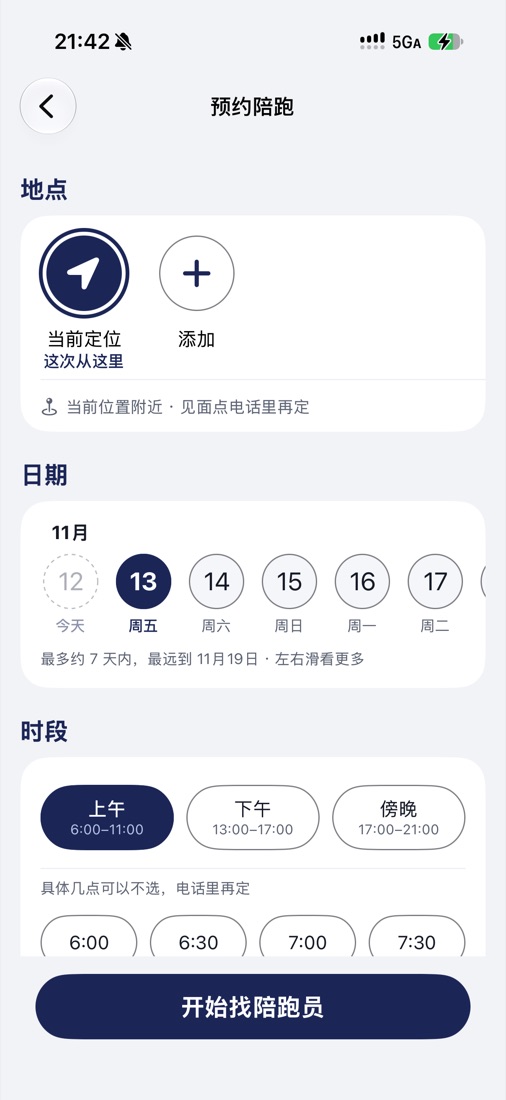 21:42
5GA
预约陪跑
地点
当前定位
这次从这里
添加
当前位置附近 · 见面点电话里再定
日期
11月
12 13 14 15 16 17
今天 周五 周六 周日 周一 周二
最多约 7 天内，最远到 11月19日 · 左右滑看更多
时段
上午 下午 傍晚
6:00–11:00 13:00–17:00 17:00–21:00
具体几点可以不选，电话里再定
6:00 6:30 7:00 7:30
开始找陪跑员